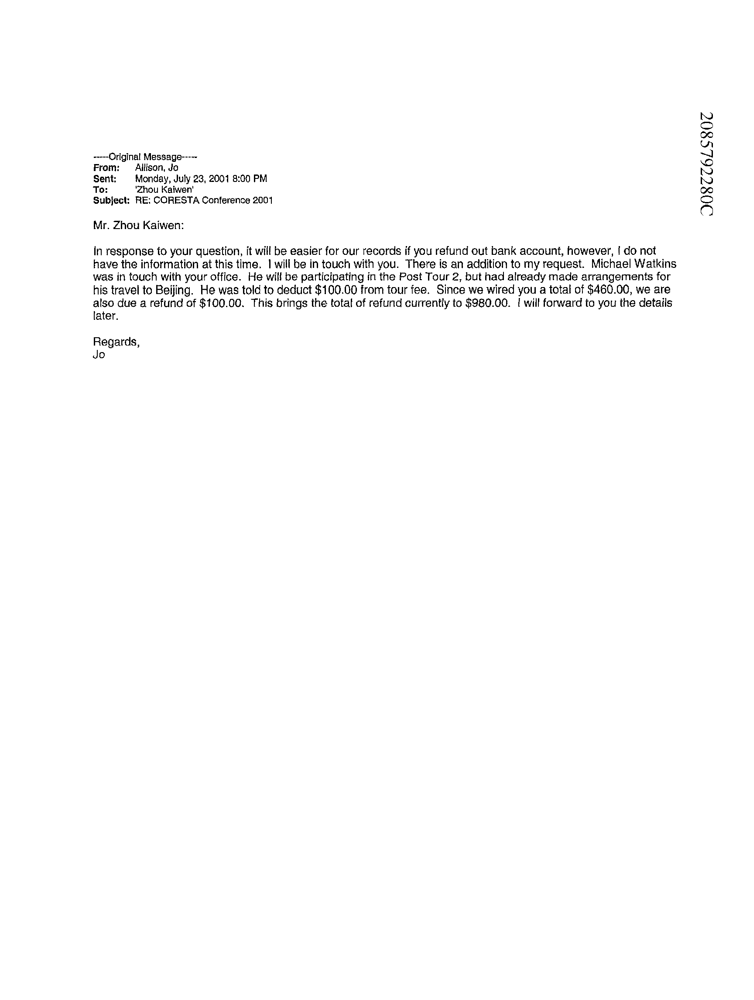 2085792280C
-----Original Message-----
From: Allison, Jo
Sent: Monday, July 23, 2001 8:00 PM
To: 'Zhou Kaiwen'
Subject: RE: CORESTA Conference 2001
Mr. Zhou Kaiwen:
In response to your question, it will be easier for our records if you refund out bank account, however, I do not
have the information at this time. I will be in touch with you. There is an addition to my request. Michael Watkins
was in touch with your office. He will be participating in the Post Tour 2, but had already made arrangements for
his travel to Beijing. He was told to deduct $100.00 from tour fee. Since we wired you a total of $460.00, we are
also due a refund of $100.00. This brings the total of refund currently to $980.00. I will forward to you the details
later.
Regards,
Jo